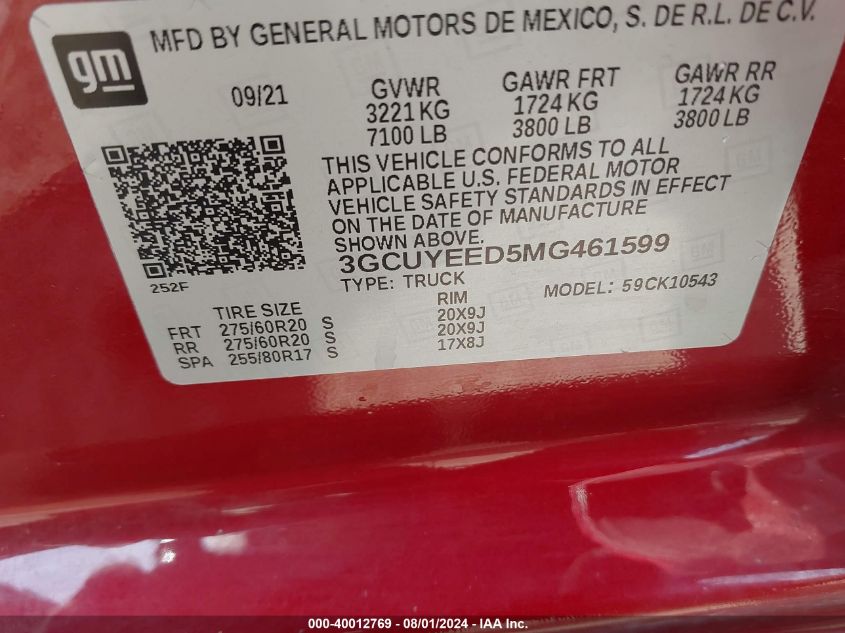 gm
MFD BY GENERAL MOTORS DE MEXICO, S. DE R.L. DE C.V.
09/21 GVWR GAWR FRT GAWR RR
3221 KG 1724 KG 1724 KG
7100 LB 3800 LB 3800 LB
THIS VEHICLE CONFORMS TO ALL
APPLICABLE U.S. FEDERAL MOTOR
VEHICLE SAFETY STANDARDS IN EFFECT
ON THE DATE OF MANUFACTURE
SHOWN ABOVE.
3GCUYEED5MG461599
252F
TYPE: TRUCK MODEL: 59CK10543
TIRE SIZE RIM
FRT 275/60R20 S 20X9J
RR 275/60R20 S 20X9J
SPA 255/80R17 S 17X8J
000-40012769 - 08/01/2024 - IAA Inc.